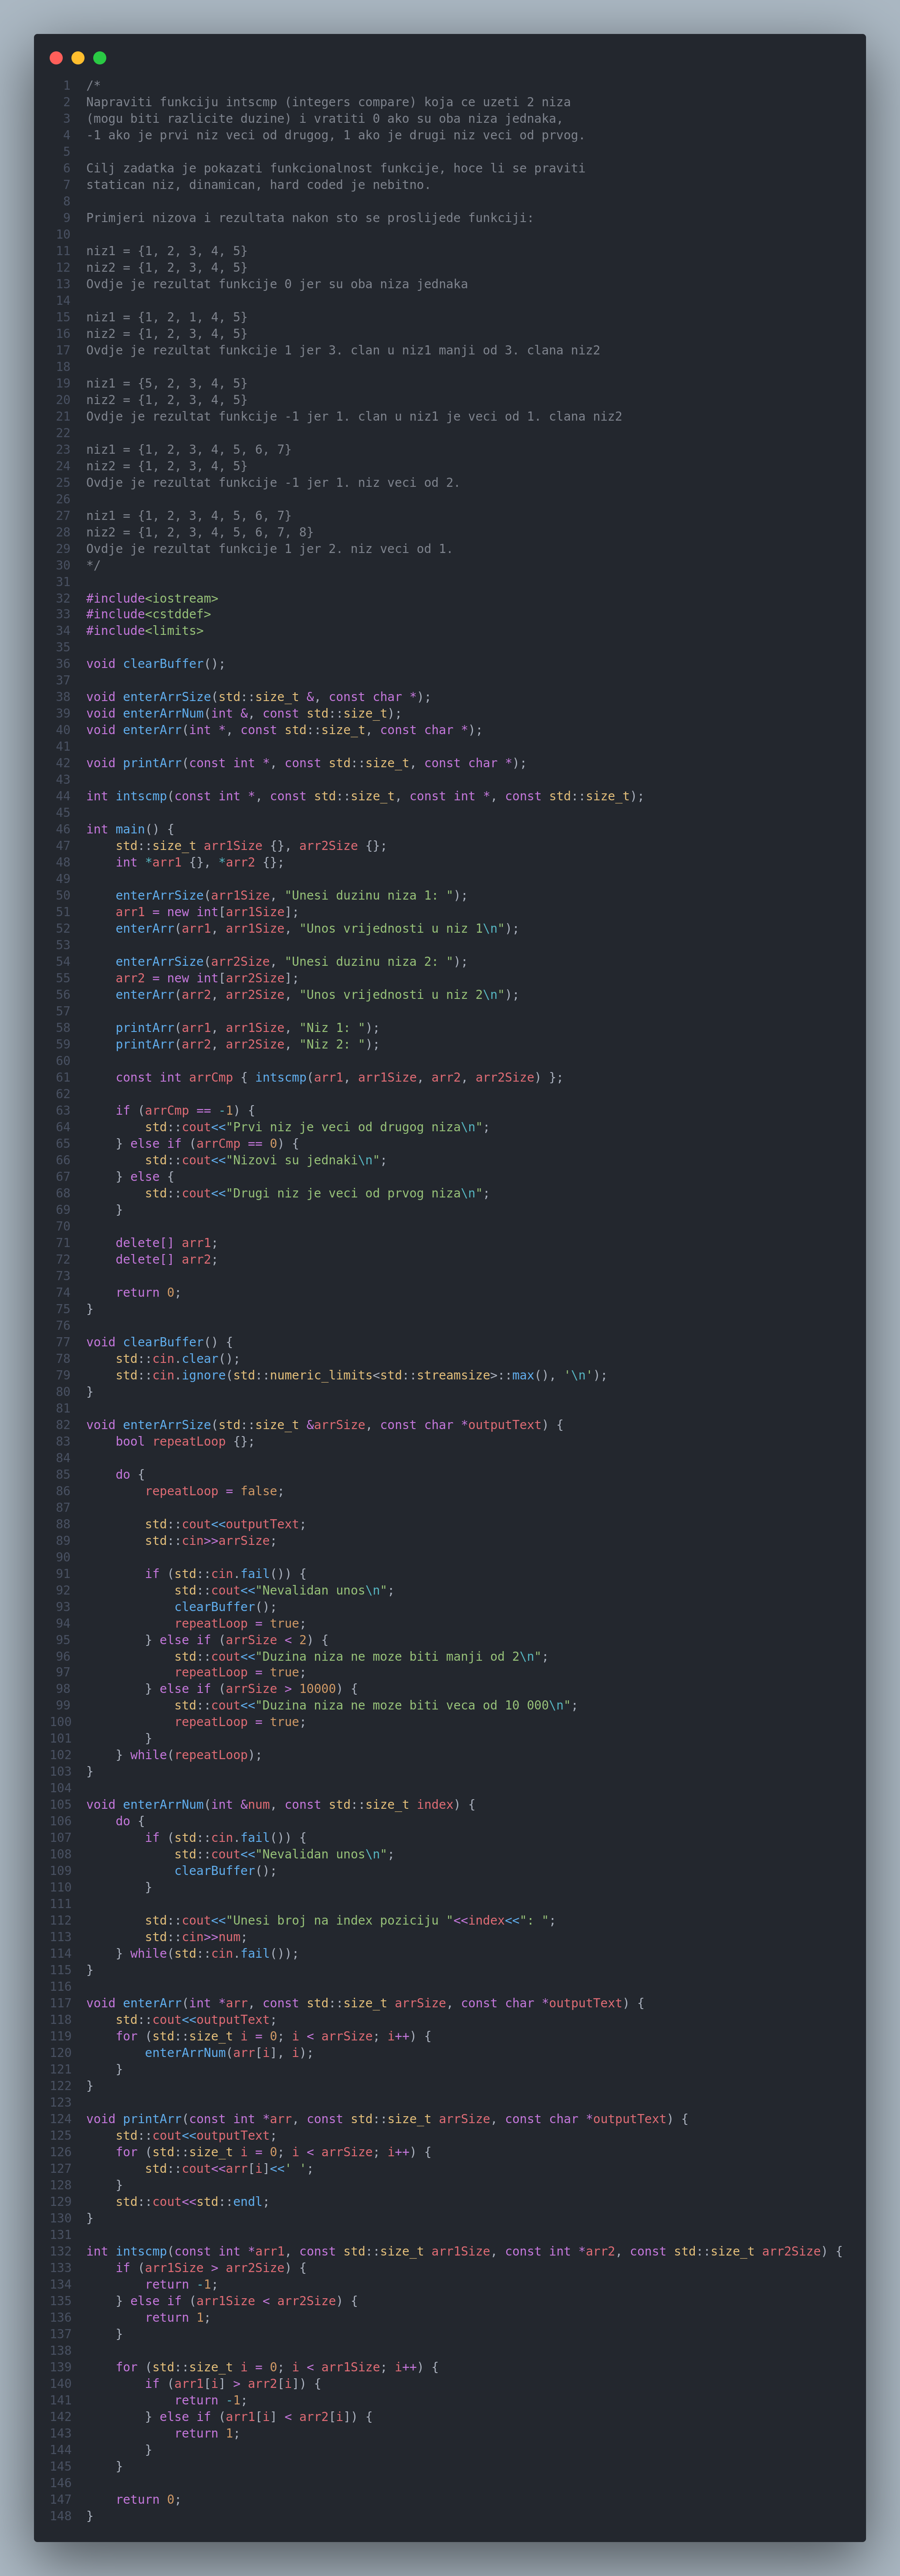 1 /*
2 Napraviti funkciju intscmp (integers compare) koja ce uzeti 2 niza
3 (mogu biti razlicite duzine) i vratiti 0 ako su oba niza jednaka,
4 -1 ako je prvi niz veci od drugog, 1 ako je drugi niz veci od prvog.
5
6 Cilj zadatka je pokazati funkcionalnost funkcije, hoce li se praviti
7 statican niz, dinamican, hard coded je nebitno.
8
9 Primjeri nizova i rezultata nakon sto se proslijede funkciji:
10
11 niz1 = {1, 2, 3, 4, 5}
12 niz2 = {1, 2, 3, 4, 5}
13 Ovdje je rezultat funkcije 0 jer su oba niza jednaka
14
15 niz1 = {1, 2, 1, 4, 5}
16 niz2 = {1, 2, 3, 4, 5}
17 Ovdje je rezultat funkcije 1 jer 3. clan u niz1 manji od 3. clana niz2
18
19 niz1 = {5, 2, 3, 4, 5}
20 niz2 = {1, 2, 3, 4, 5}
21 Ovdje je rezultat funkcije -1 jer 1. clan u niz1 je veci od 1. clana niz2
22
23 niz1 = {1, 2, 3, 4, 5, 6, 7}
24 niz2 = {1, 2, 3, 4, 5}
25 Ovdje je rezultat funkcije -1 jer 1. niz veci od 2.
26
27 niz1 = {1, 2, 3, 4, 5, 6, 7}
28 niz2 = {1, 2, 3, 4, 5, 6, 7, 8}
29 Ovdje je rezultat funkcije 1 jer 2. niz veci od 1.
30 */
31
32 #include<iostream>
33 #include<cstddef>
34 #include<limits>
35
36 void clearBuffer();
37
38 void enterArrSize(std::size_t &, const char *);
39 void enterArrNum(int &, const std::size_t);
40 void enterArr(int *, const std::size_t, const char *);
41
42 void printArr(const int *, const std::size_t, const char *);
43
44 int intscmp(const int *, const std::size_t, const int *, const std::size_t);
45
46 int main() {
47     std::size_t arr1Size {}, arr2Size {};
48     int *arr1 {}, *arr2 {};
49
50     enterArrSize(arr1Size, "Unesi duzinu niza 1: ");
51     arr1 = new int[arr1Size];
52     enterArr(arr1, arr1Size, "Unos vrijednosti u niz 1\n");
53
54     enterArrSize(arr2Size, "Unesi duzinu niza 2: ");
55     arr2 = new int[arr2Size];
56     enterArr(arr2, arr2Size, "Unos vrijednosti u niz 2\n");
57
58     printArr(arr1, arr1Size, "Niz 1: ");
59     printArr(arr2, arr2Size, "Niz 2: ");
60
61     const int arrCmp { intscmp(arr1, arr1Size, arr2, arr2Size) };
62
63     if (arrCmp == -1) {
64         std::cout<<"Prvi niz je veci od drugog niza\n";
65     } else if (arrCmp == 0) {
66         std::cout<<"Nizovi su jednaki\n";
67     } else {
68         std::cout<<"Drugi niz je veci od prvog niza\n";
69     }
70
71     delete[] arr1;
72     delete[] arr2;
73
74     return 0;
75 }
76
77 void clearBuffer() {
78     std::cin.clear();
79     std::cin.ignore(std::numeric_limits<std::streamsize>::max(), '\n');
80 }
81
82 void enterArrSize(std::size_t &arrSize, const char *outputText) {
83     bool repeatLoop {};
84
85     do {
86         repeatLoop = false;
87
88         std::cout<<outputText;
89         std::cin>>arrSize;
90
91         if (std::cin.fail()) {
92             std::cout<<"Nevalidan unos\n";
93             clearBuffer();
94             repeatLoop = true;
95         } else if (arrSize < 2) {
96             std::cout<<"Duzina niza ne moze biti manji od 2\n";
97             repeatLoop = true;
98         } else if (arrSize > 10000) {
99             std::cout<<"Duzina niza ne moze biti veca od 10 000\n";
100             repeatLoop = true;
101         }
102     } while(repeatLoop);
103 }
104
105 void enterArrNum(int &num, const std::size_t index) {
106     do {
107         if (std::cin.fail()) {
108             std::cout<<"Nevalidan unos\n";
109             clearBuffer();
110         }
111
112         std::cout<<"Unesi broj na index poziciju "<<index<<": ";
113         std::cin>>num;
114     } while(std::cin.fail());
115 }
116
117 void enterArr(int *arr, const std::size_t arrSize, const char *outputText) {
118     std::cout<<outputText;
119     for (std::size_t i = 0; i < arrSize; i++) {
120         enterArrNum(arr[i], i);
121     }
122 }
123
124 void printArr(const int *arr, const std::size_t arrSize, const char *outputText) {
125     std::cout<<outputText;
126     for (std::size_t i = 0; i < arrSize; i++) {
127         std::cout<<arr[i]<<' ';
128     }
129     std::cout<<std::endl;
130 }
131
132 int intscmp(const int *arr1, const std::size_t arr1Size, const int *arr2, const std::size_t arr2Size) {
133     if (arr1Size > arr2Size) {
134         return -1;
135     } else if (arr1Size < arr2Size) {
136         return 1;
137     }
138
139     for (std::size_t i = 0; i < arr1Size; i++) {
140         if (arr1[i] > arr2[i]) {
141             return -1;
142         } else if (arr1[i] < arr2[i]) {
143             return 1;
144         }
145     }
146
147     return 0;
148 }